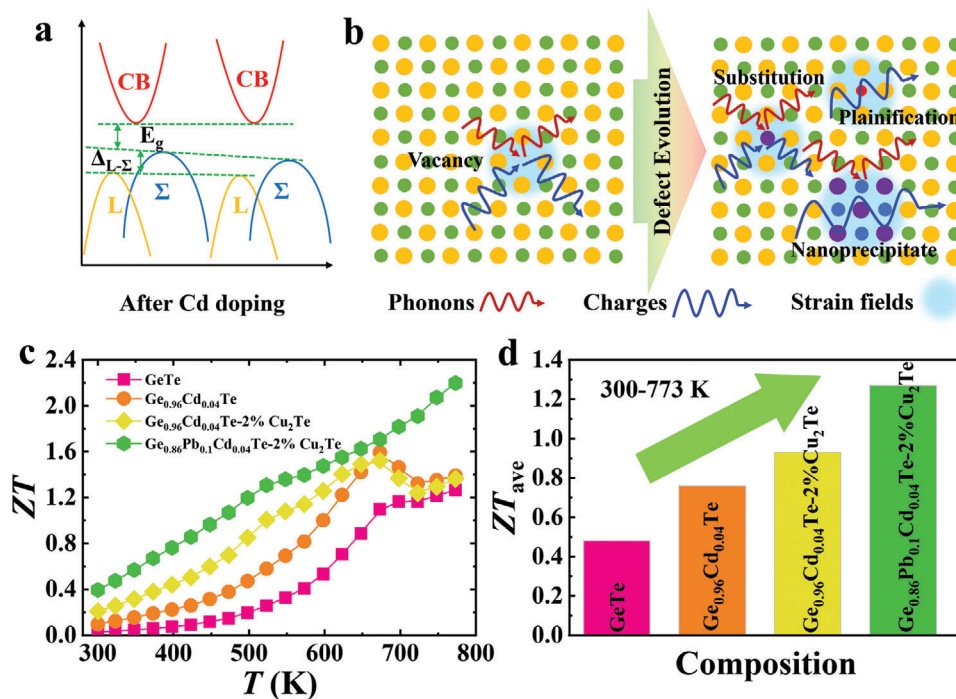 a
CB
CB
E_g
Δ_L-Σ
L
Σ
L
Σ
After Cd doping
b
Vacancy
Defect Evolution
Substitution
Plainification
Nanoprecipitate
Phonons
Charges
Strain fields
c
ZT
2.4
2.0
1.6
1.2
0.8
0.4
0.0
GeTe
Ge0.96Cd0.04Te
Ge0.96Cd0.04Te-2% Cu2Te
Ge0.86Pb0.1Cd0.04Te-2% Cu2Te
300 400 500 600 700 800
T (K)
d
ZTave
1.4
1.2
1.0
0.8
0.6
0.4
0.2
0.0
300-773 K
GeTe
Ge0.96Cd0.04Te
Ge0.96Cd0.04Te-2%Cu2Te
Ge0.86Pb0.1Cd0.04Te-2%Cu2Te
Composition